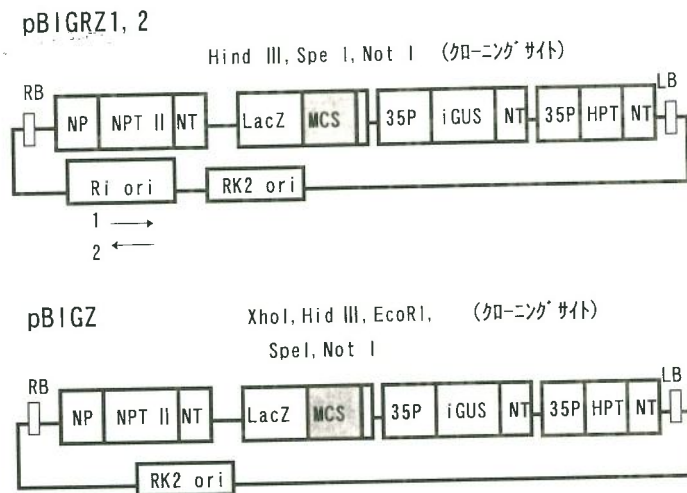 pBIGRZ1, 2
Hind III, Spe I, Not I (クローニングサイト)
RB
LB
NP NPT II NT LacZ MCS 35P iGUS NT 35P HPT NT
Ri ori RK2 ori
1
2
pBIGZ
XhoI, Hid III, EcoRI, (クローニングサイト)
SpeI, Not I
RB
LB
NP NPT II NT LacZ MCS 35P iGUS NT 35P HPT NT
RK2 ori